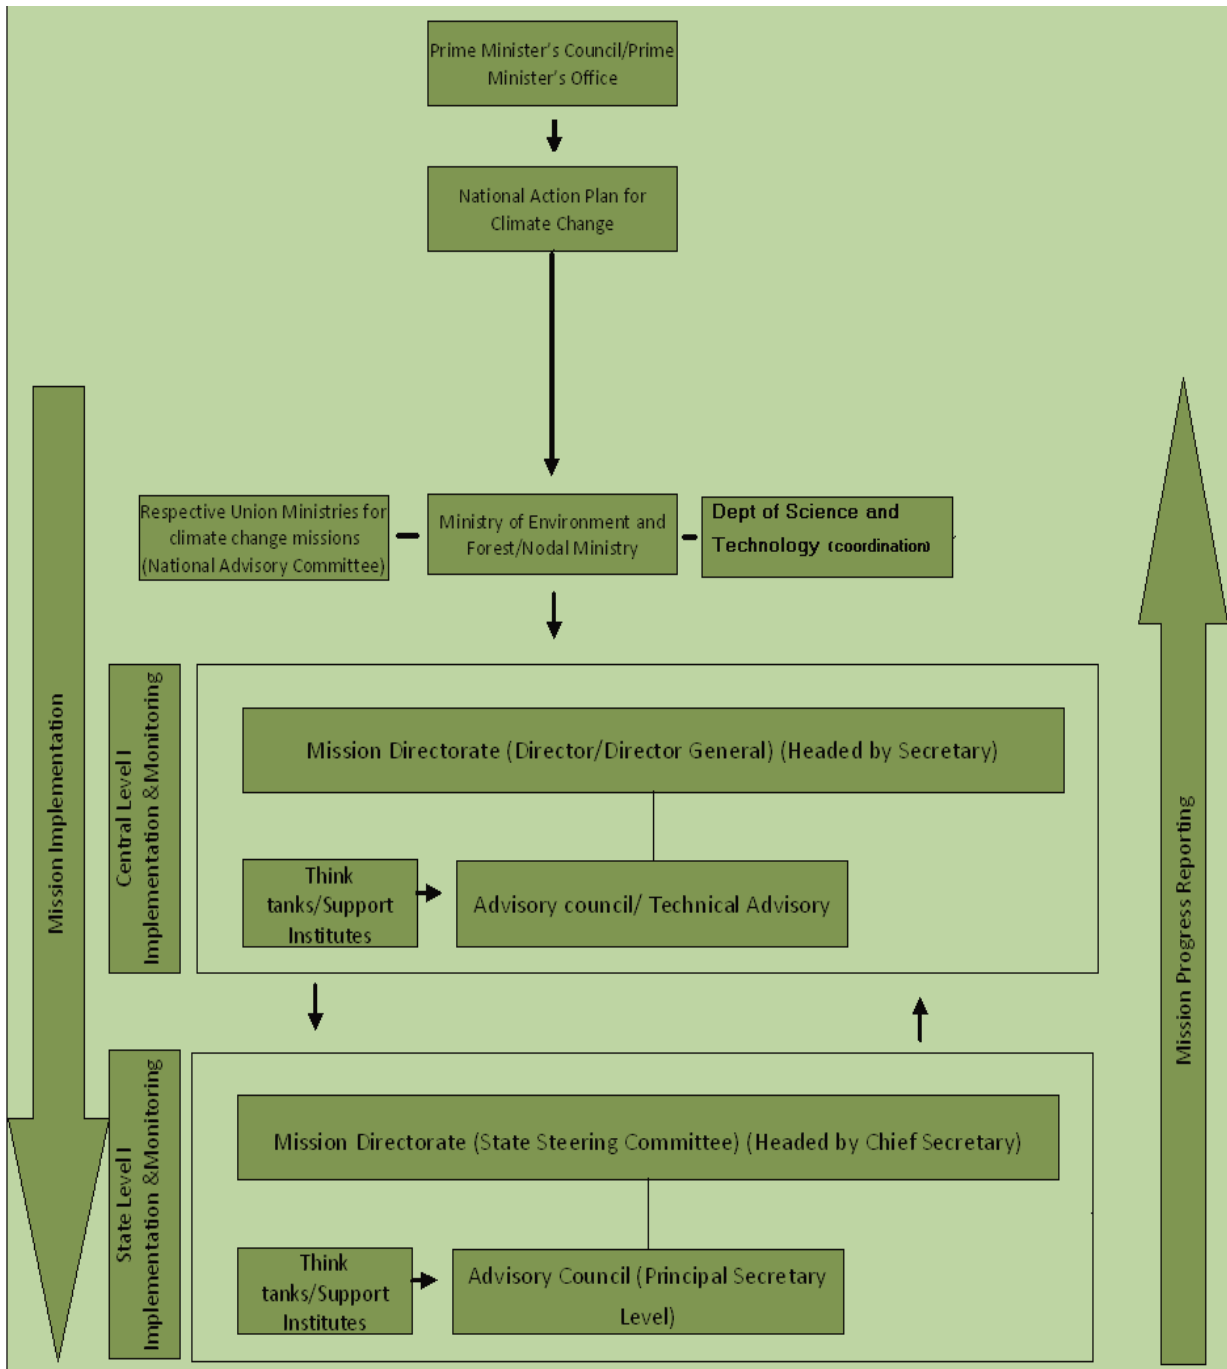 Prime Minister's Council/Prime
Minister's Office
National Action Plan for
Climate Change
Respective Union Ministries for
climate change missions
(National Advisory Committee)
Ministry of Environment and
Forest/Nodal Ministry
Dept of Science and
Technology (coordination)
Mission Implementation
Central Level I
Implementation &Monitoring
Mission Directorate (Director/Director General) (Headed by Secretary)
Think
tanks/Support
Institutes
Advisory council/ Technical Advisory
Mission Progress Reporting
State Level I
Implementation &Monitoring
Mission Directorate (State Steering Committee) (Headed by Chief Secretary)
Think
tanks/Support
Institutes
Advisory Council (Principal Secretary
Level)